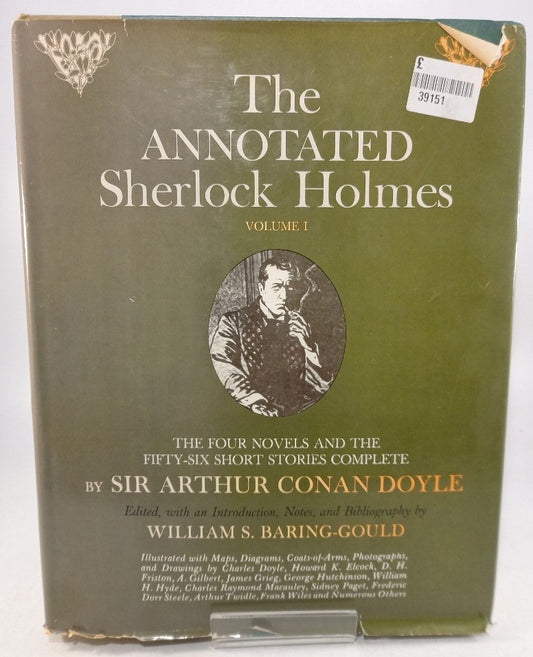 £
39151
The
ANNOTATED
Sherlock Holmes
VOLUME I
THE FOUR NOVELS AND THE
FIFTY-SIX SHORT STORIES COMPLETE
BY SIR ARTHUR CONAN DOYLE
Edited, with an Introduction, Notes, and Bibliography by
WILLIAM S. BARING-GOULD
Illustrated with Maps, Diagrams, Coats-of-Arms, Photographs,
and Drawings by Charles Doyle, Howard K. Elcock, D. H.
Friston, A. Gilbert, James Grieg, George Hutchinson, William
H. Hyde, Charles Raymond Macauley, Sidney Paget, Frederic
Dorr Steele, Arthur Twidle, Frank Wiles and Numerous Others